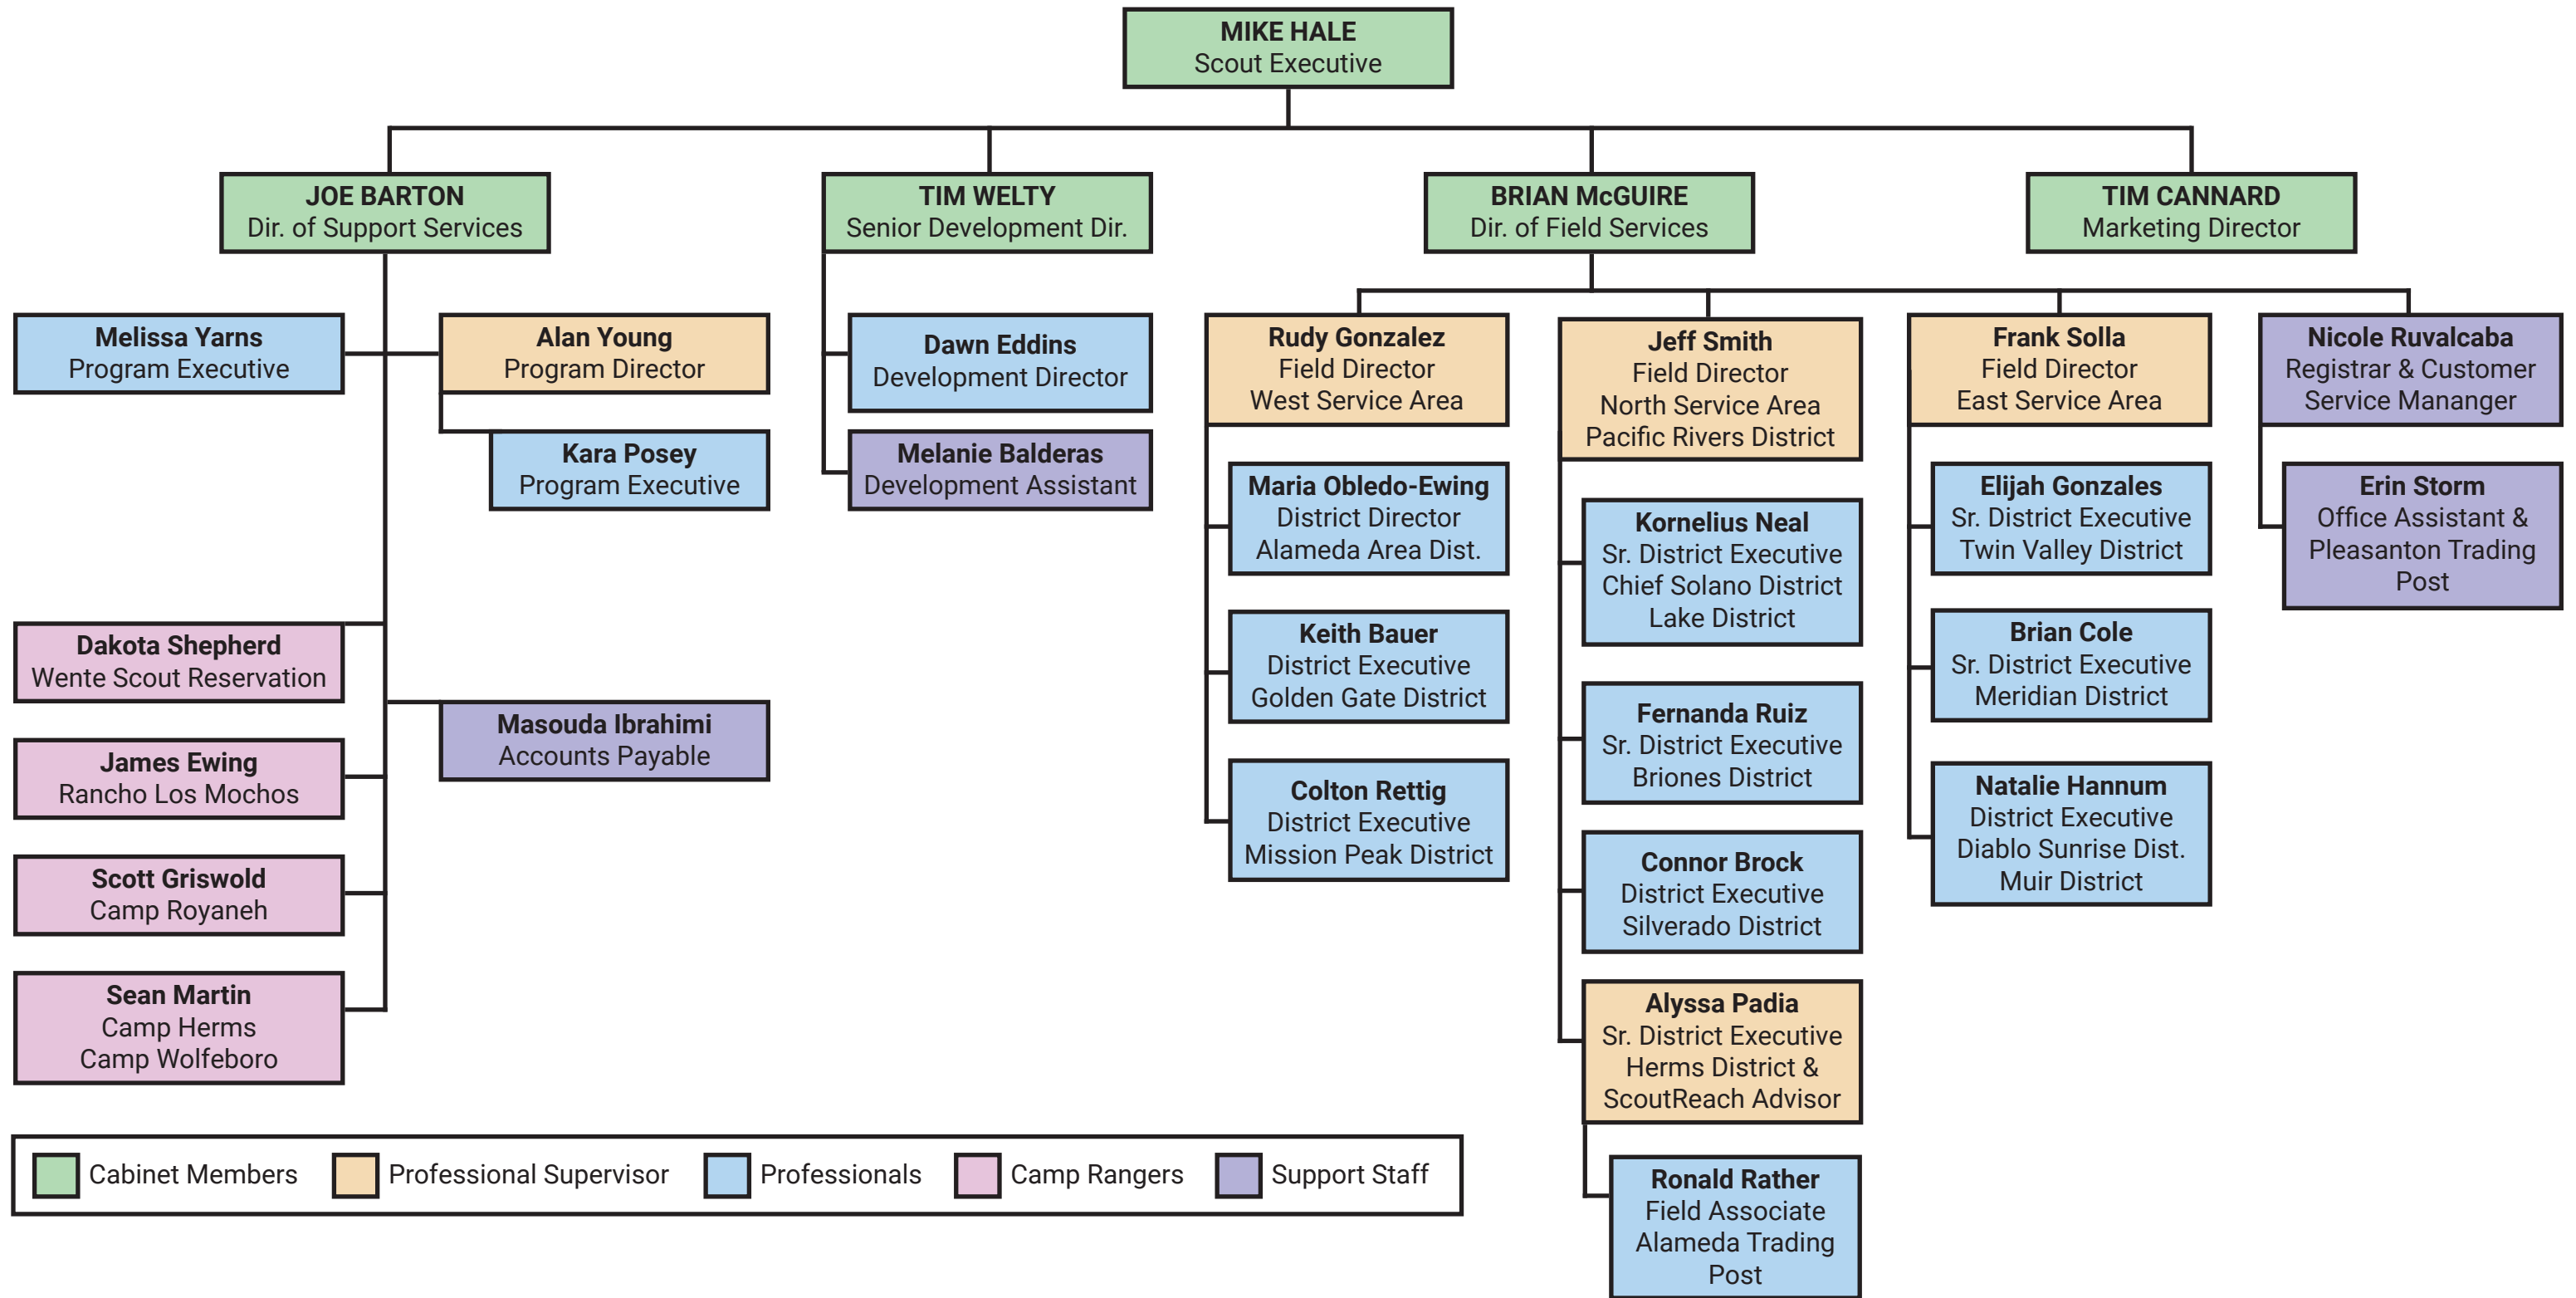 MIKE HALE
Scout Executive
JOE BARTON
Dir. of Support Services
TIM WELTY
Senior Development Dir.
BRIAN McGUIRE
Dir. of Field Services
TIM CANNARD
Marketing Director
Melissa Yarns
Program Executive
Alan Young
Program Director
Kara Posey
Program Executive
Dakota Shepherd
Wente Scout Reservation
James Ewing
Rancho Los Mochos
Scott Griswold
Camp Royaneh
Sean Martin
Camp Herms
Camp Wolfeboro
Masouda Ibrahimi
Accounts Payable
Dawn Eddins
Development Director
Melanie Balderas
Development Assistant
Rudy Gonzalez
Field Director
West Service Area
Maria Obledo-Ewing
District Director
Alameda Area Dist.
Keith Bauer
District Executive
Golden Gate District
Colton Rettig
District Executive
Mission Peak District
Jeff Smith
Field Director
North Service Area
Pacific Rivers District
Kornelius Neal
Sr. District Executive
Chief Solano District
Lake District
Fernanda Ruiz
Sr. District Executive
Briones District
Connor Brock
District Executive
Silverado District
Alyssa Padia
Sr. District Executive
Herms District &
ScoutReach Advisor
Ronald Rather
Field Associate
Alameda Trading
Post
Frank Solla
Field Director
East Service Area
Elijah Gonzales
Sr. District Executive
Twin Valley District
Brian Cole
Sr. District Executive
Meridian District
Natalie Hannum
District Executive
Diablo Sunrise Dist.
Muir District
Nicole Ruvalcaba
Registrar & Customer
Service Mananger
Erin Storm
Office Assistant &
Pleasanton Trading
Post
Cabinet Members
Professional Supervisor
Professionals
Camp Rangers
Support Staff